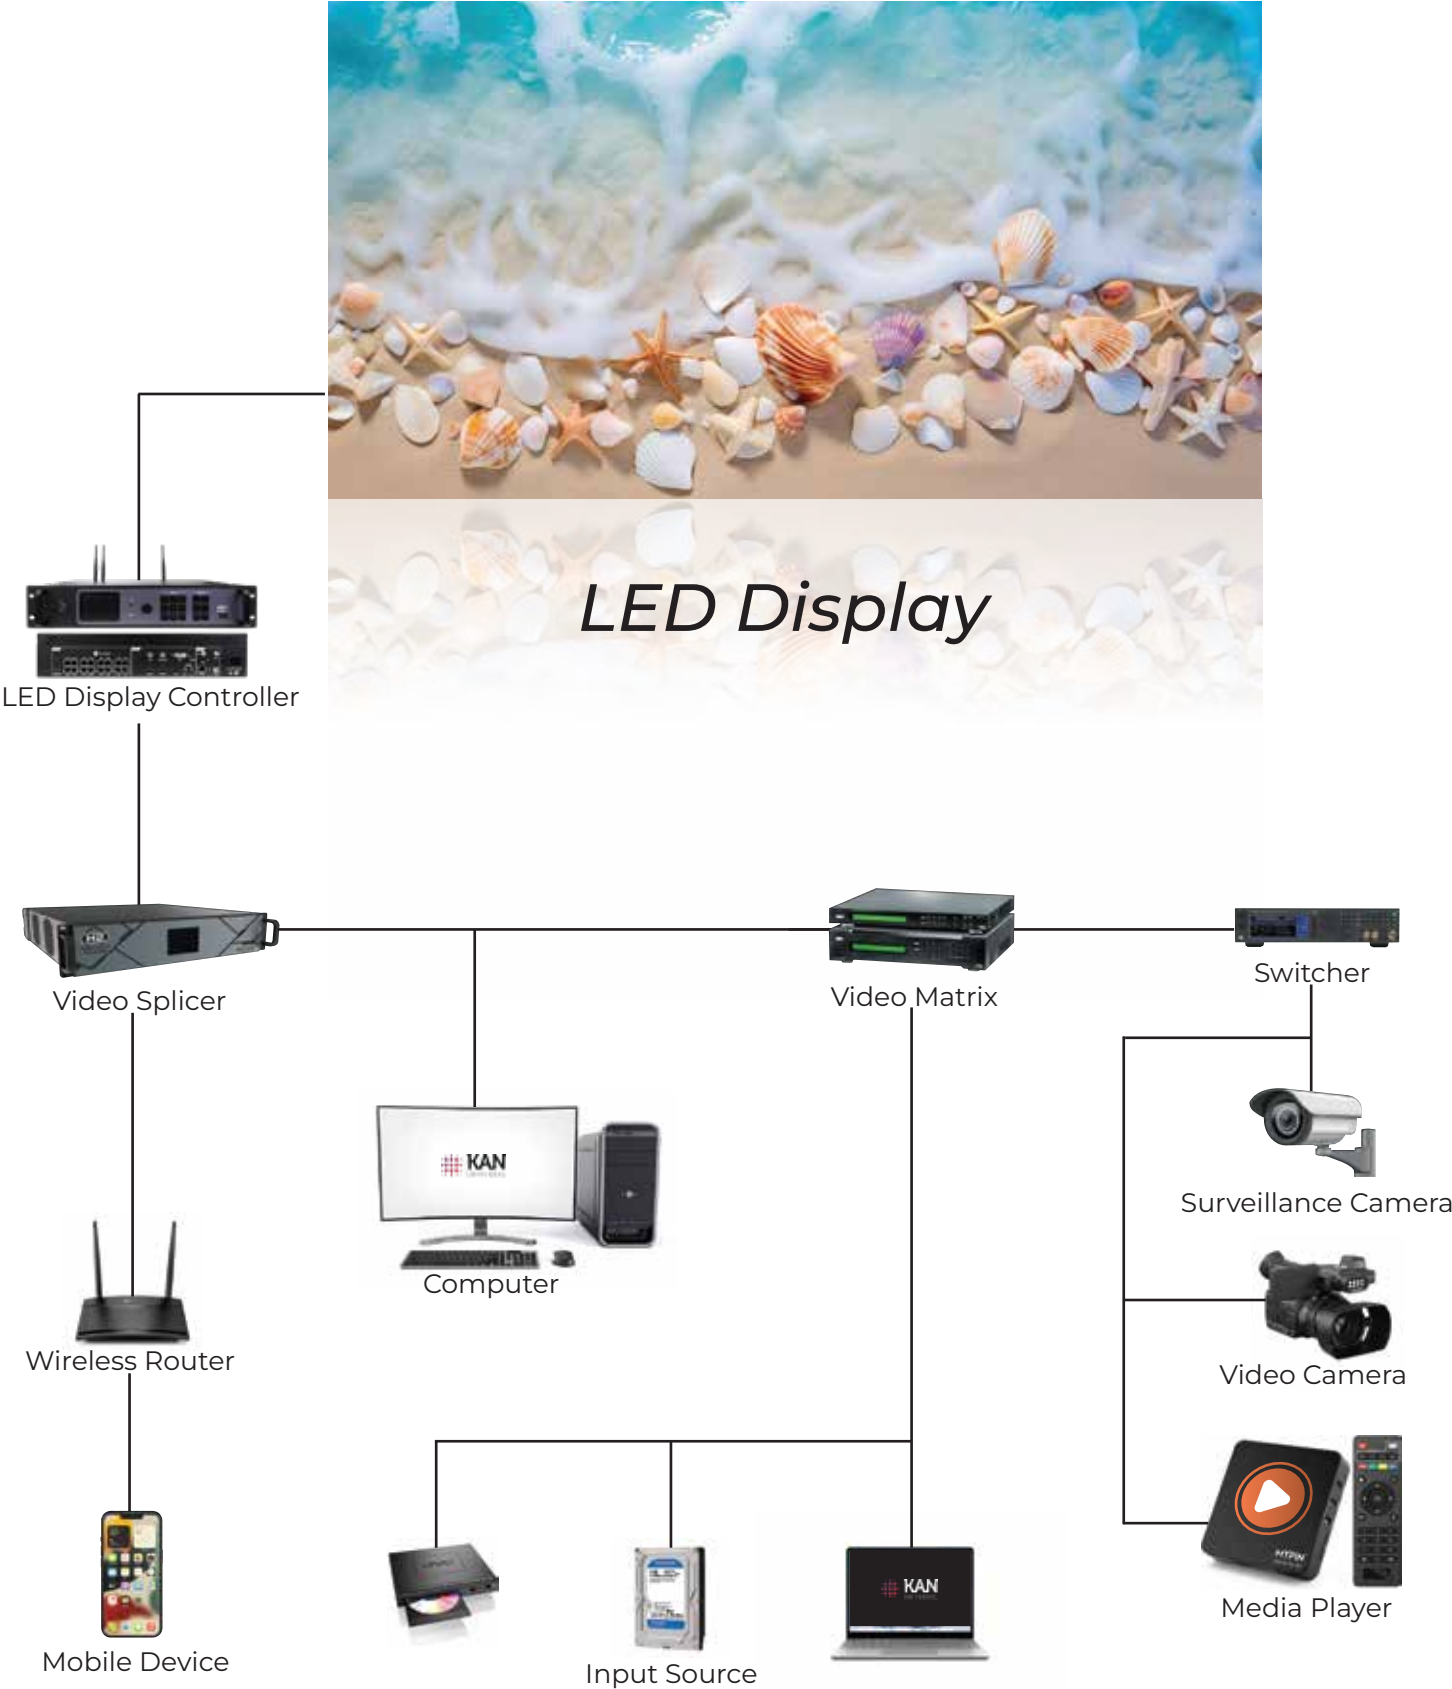 LED Display
LED Display Controller
Video Splicer
Video Matrix
Switcher
Surveillance Camera
KAN
Computer
Video Camera
Wireless Router
Media Player
KAN
Mobile Device
Input Source